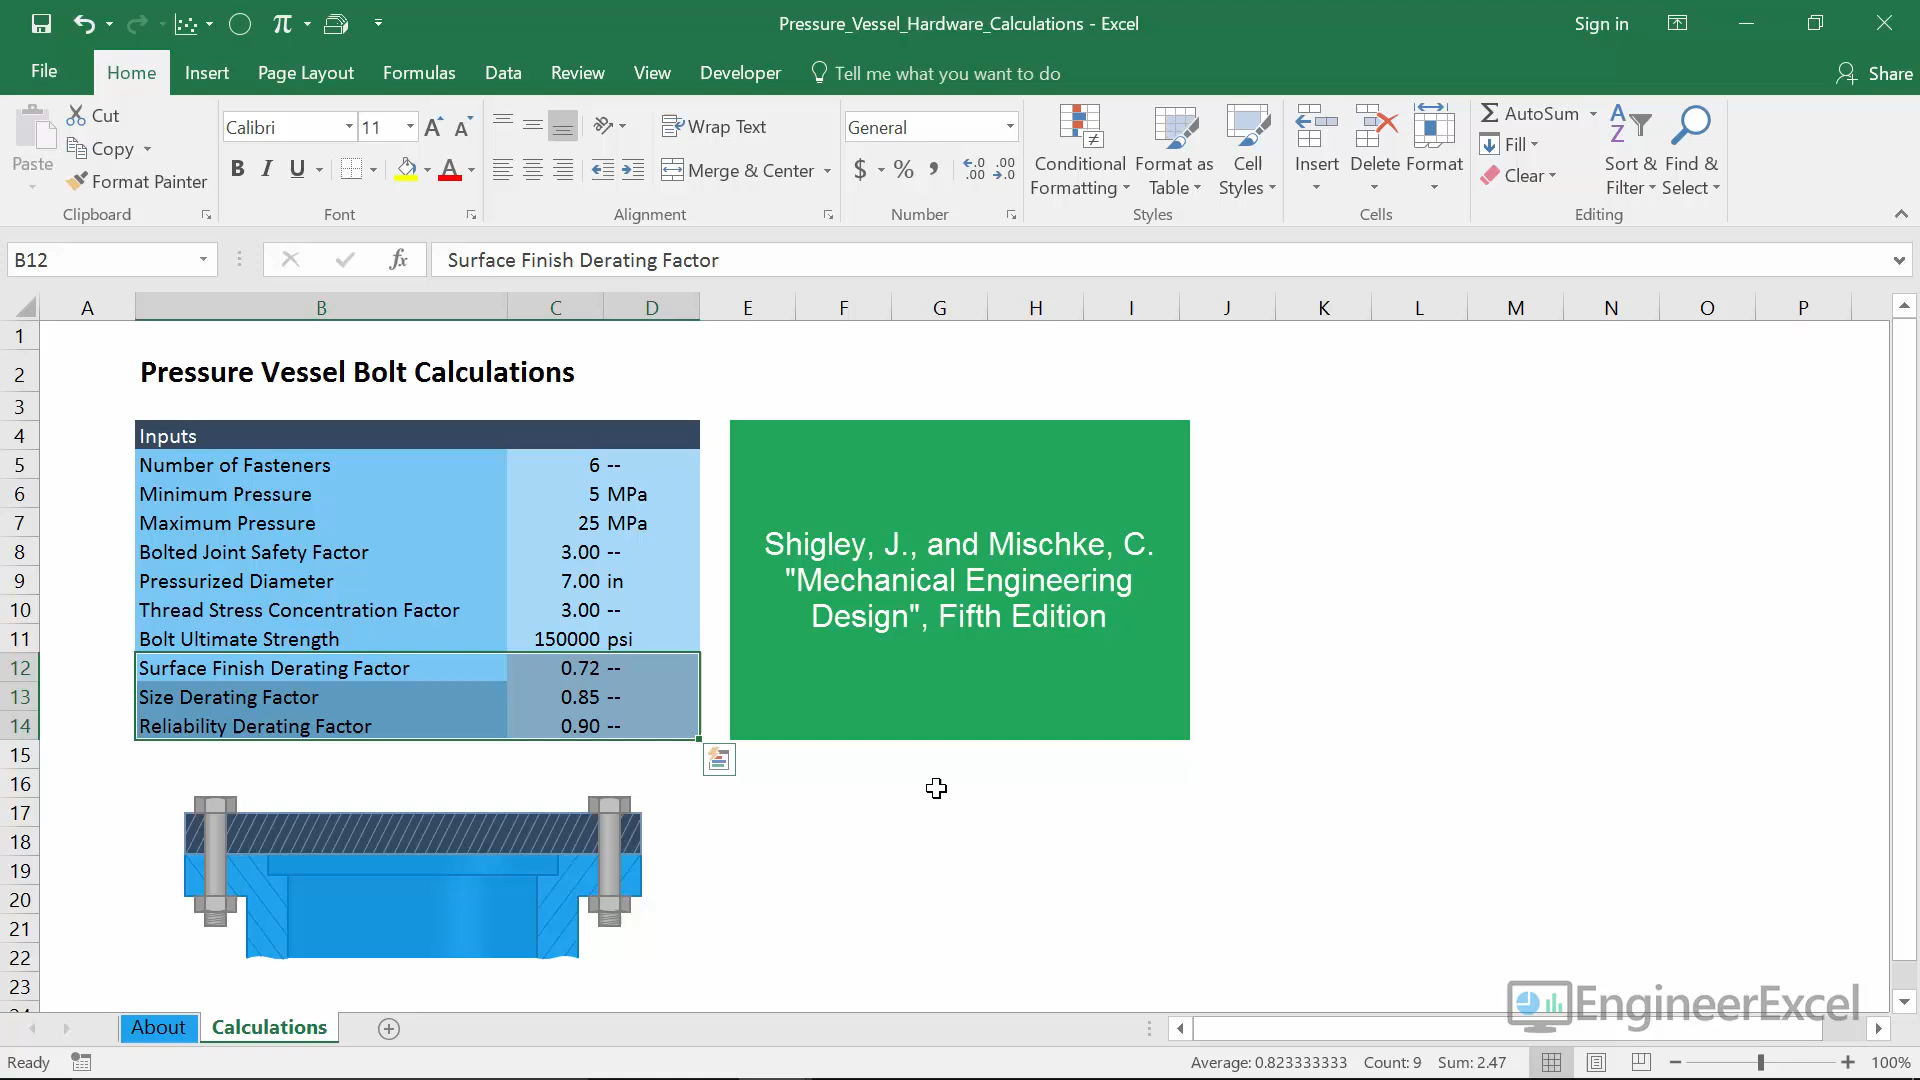 Pressure_Vessel_Hardware_Calculations - Excel
Sign in
File
Home
Insert
Page Layout
Formulas
Data
Review
View
Developer
Tell me what you want to do
Share
Paste
Cut
Copy
Format Painter
Clipboard
Calibri
11
B I U
Font
Wrap Text
Merge & Center
Alignment
General
$ % ,
Number
Conditional
Formatting
Format as
Table
Cell
Styles
Styles
Insert
Delete
Format
Cells
AutoSum
Fill
Clear
Sort &
Filter
Find &
Select
Editing
B12
fx
Surface Finish Derating Factor
A B C D E F G H I J K L M N O P
1
2 Pressure Vessel Bolt Calculations
3
4 Inputs
5 Number of Fasteners 6 --
6 Minimum Pressure 5 MPa
7 Maximum Pressure 25 MPa
8 Bolted Joint Safety Factor 3.00 --
9 Pressurized Diameter 7.00 in
10 Thread Stress Concentration Factor 3.00 --
11 Bolt Ultimate Strength 150000 psi
12 Surface Finish Derating Factor 0.72 --
13 Size Derating Factor 0.85 --
14 Reliability Derating Factor 0.90 --
Shigley, J., and Mischke, C.
"Mechanical Engineering
Design", Fifth Edition
15
16
17
18
19
20
21
22
23
EngineerExcel
About
Calculations
Ready
Average: 0.823333333
Count: 9
Sum: 2.47
100%